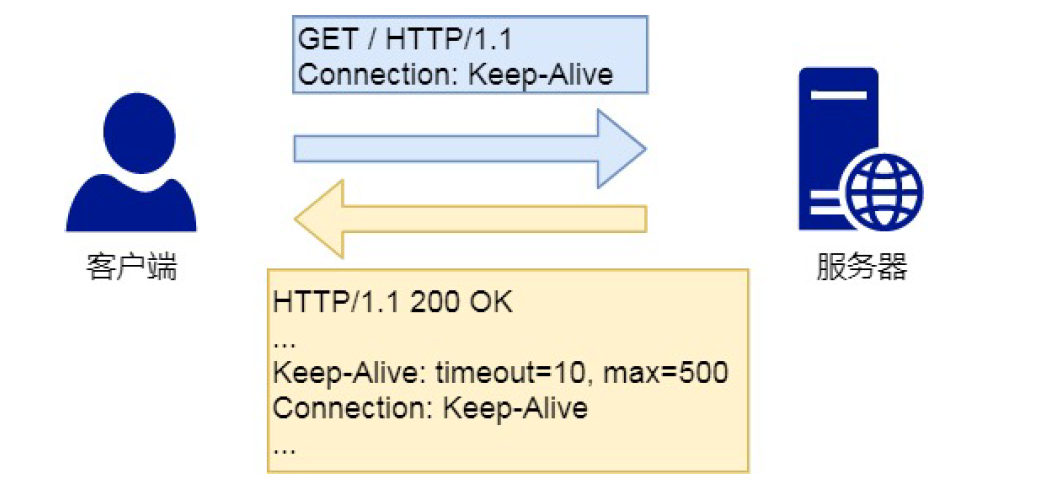 GET / HTTP/1.1
Connection: Keep-Alive
客户端
服务器
HTTP/1.1 200 OK
...
Keep-Alive: timeout=10, max=500
Connection: Keep-Alive
...